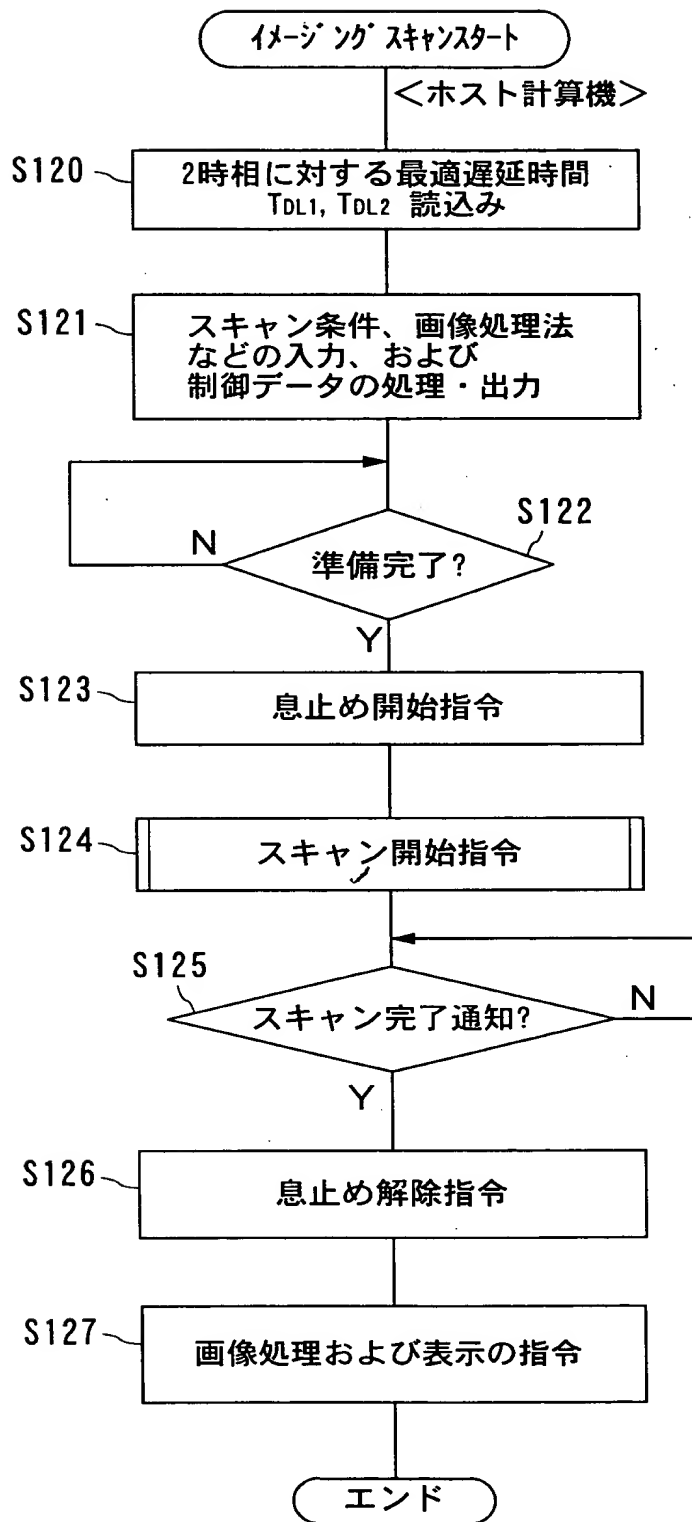 イメージングスキャンスタート
<ホスト計算機>
S120
2時相に対する最適遅延時間
TDL1, TDL2 読込み
S121
スキャン条件、画像処理法
などの入力、および
制御データの処理・出力
S122
N
準備完了?
Y
S123
息止め開始指令
S124
スキャン開始指令
S125
スキャン完了通知?
N
Y
S126
息止め解除指令
S127
画像処理および表示の指令
エンド